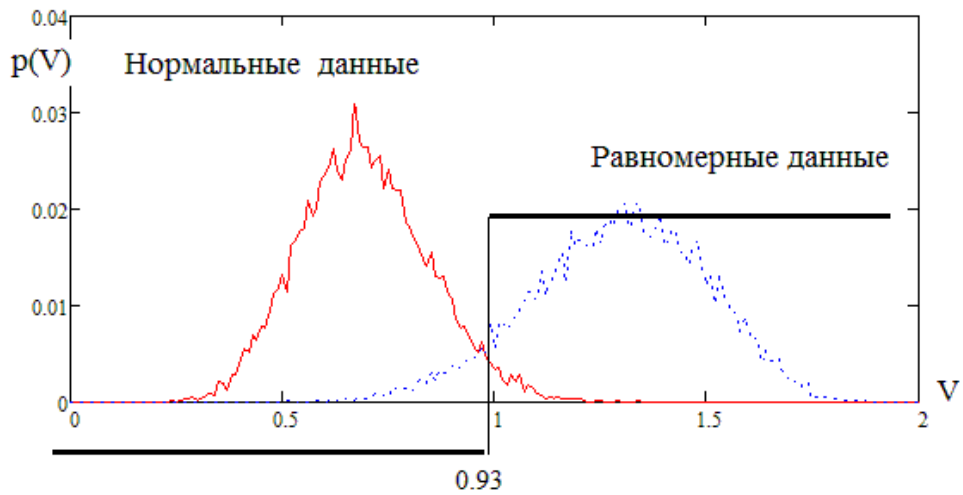 0.04
p(V)
Нормальные данные
0.03
Равномерные данные
0.02
0.01
0
V
0
0.5
1
1.5
2
0.93